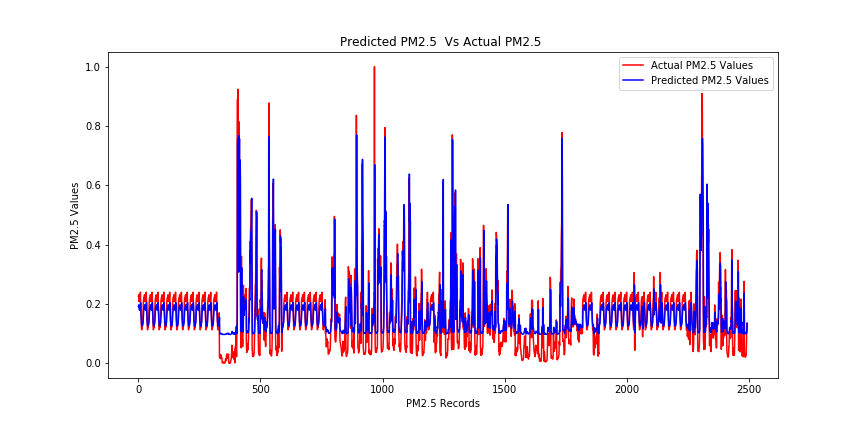 Predicted PM2.5  Vs Actual PM2.5
Actual PM2.5 Values
Predicted PM2.5 Values
PM2.5 Values
1.0
0.8
0.6
0.4
0.2
0.0
0 500 1000 1500 2000 2500
PM2.5 Records